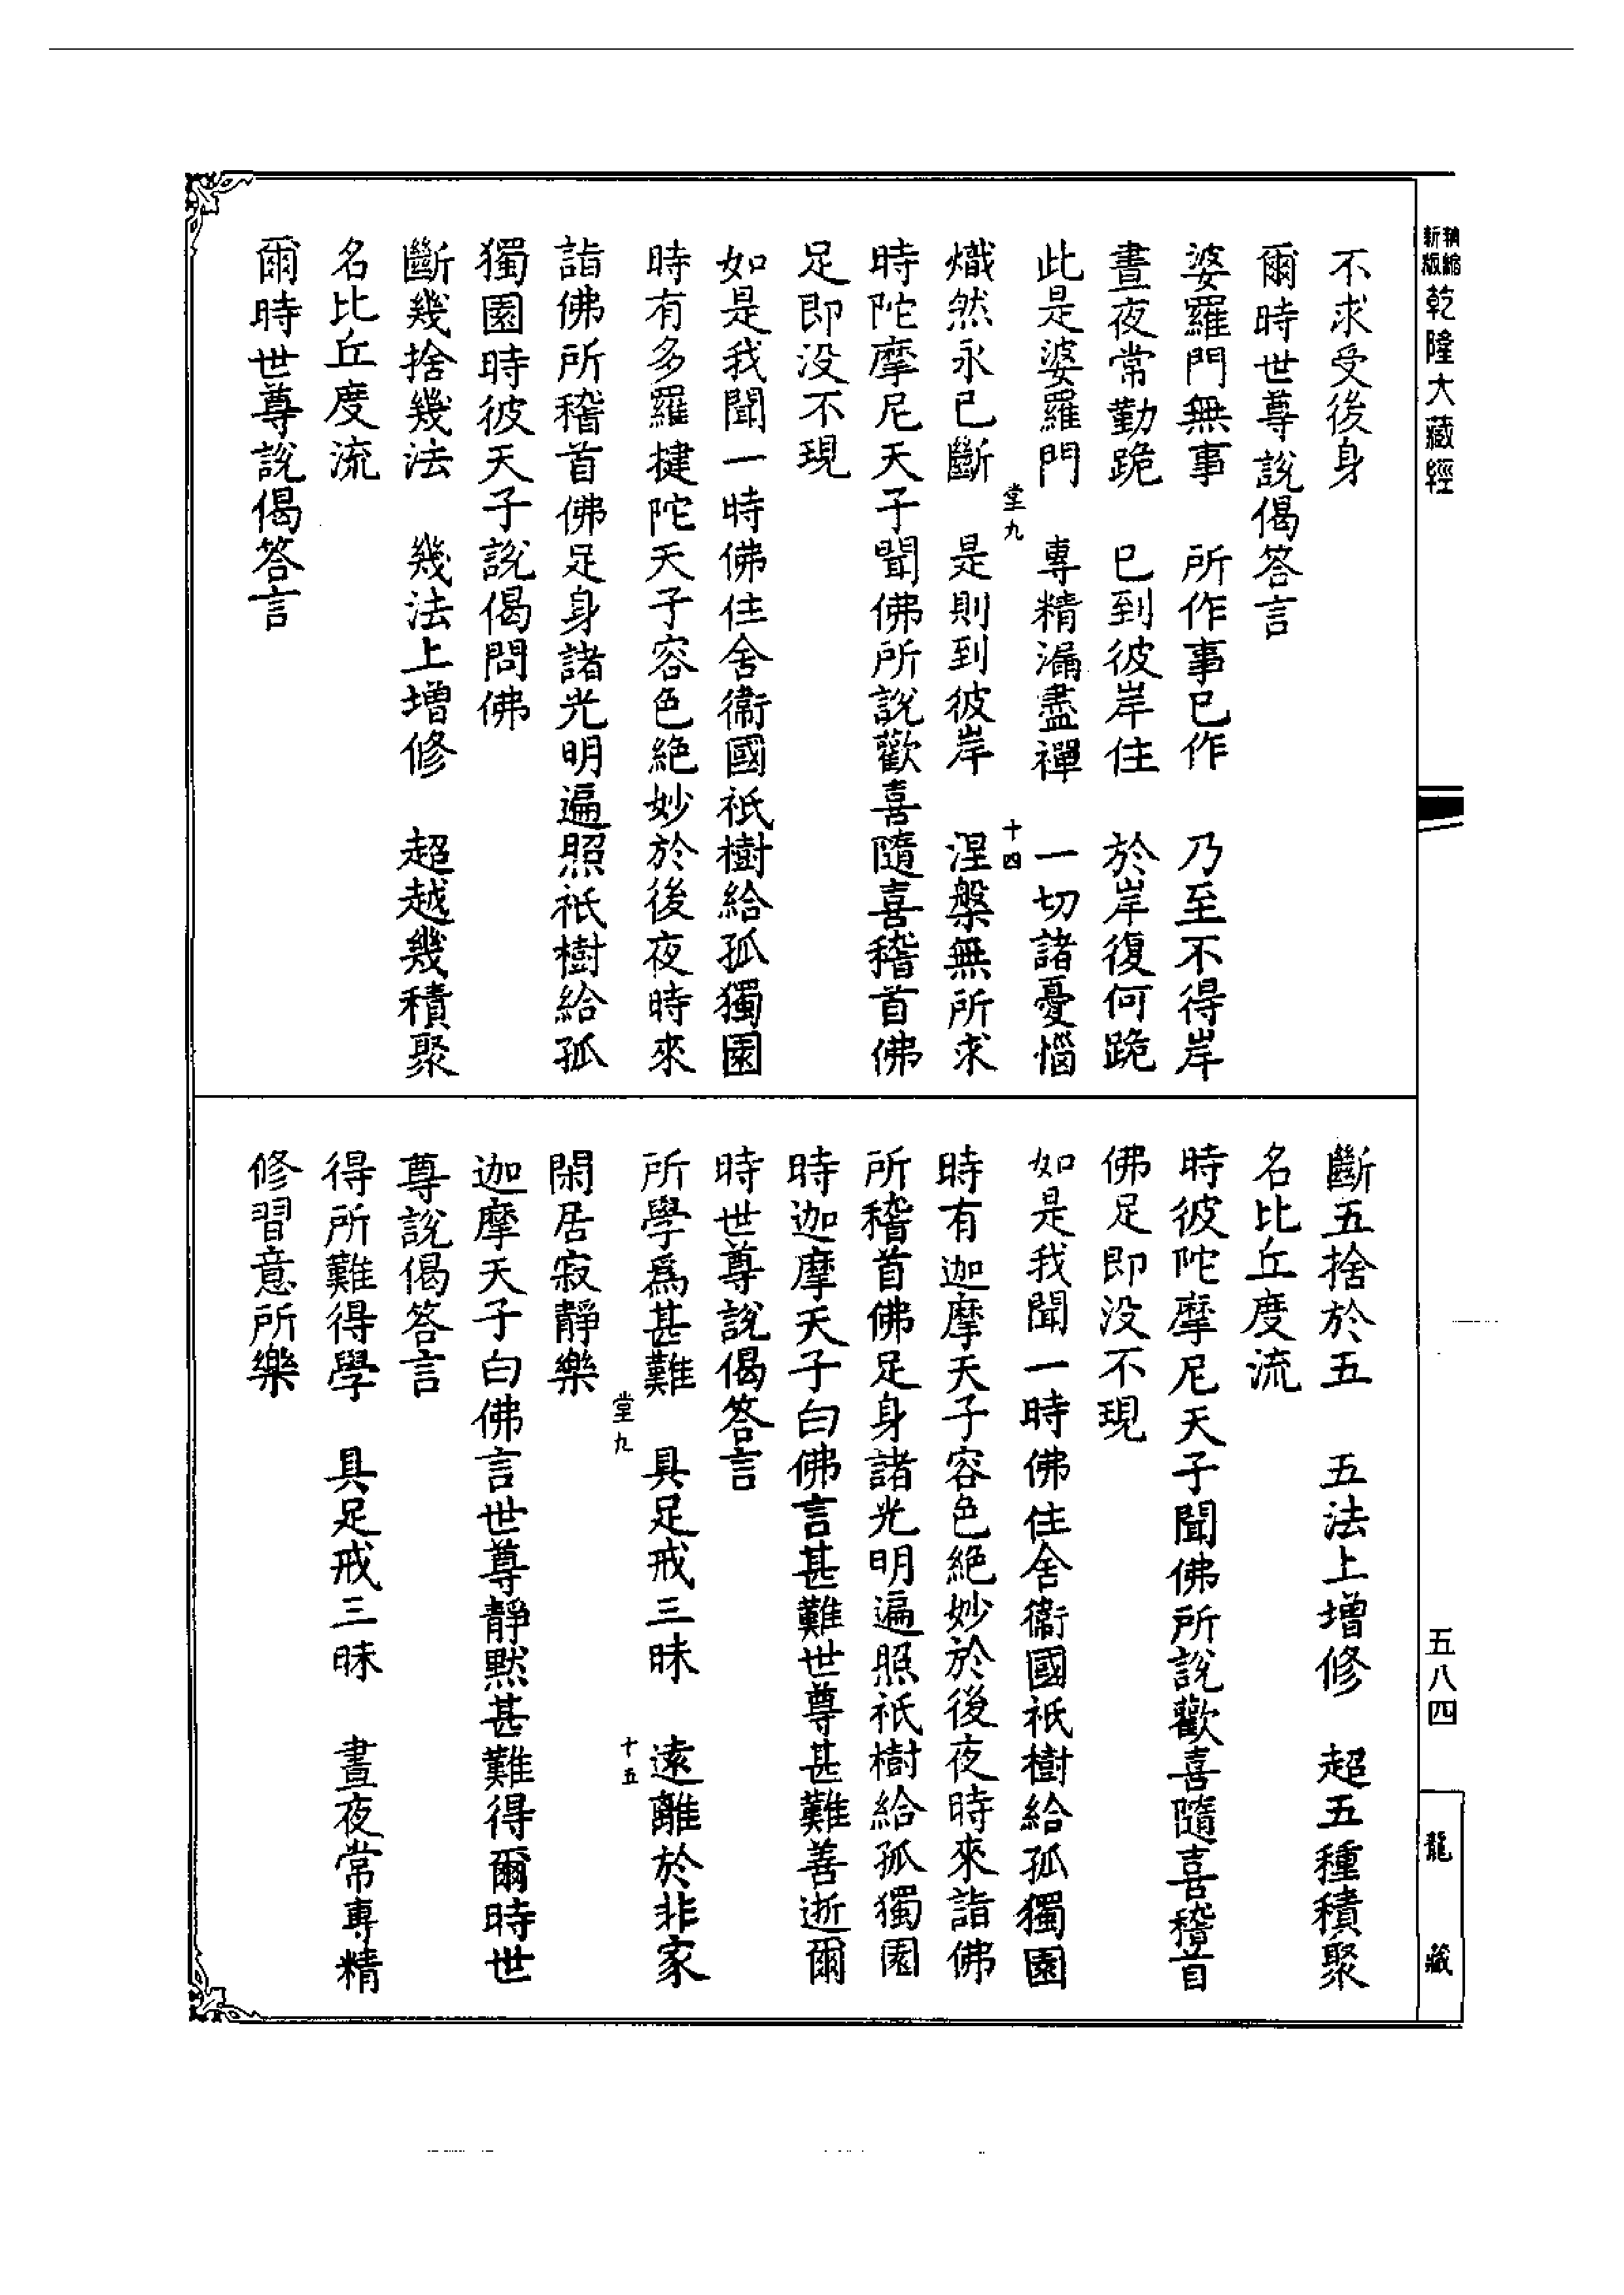 新版縮輯乾隆大藏經
五八四
龍藏
不求受後身
爾時世尊說偈答言
婆羅門無事　所作事已作　乃至不得岸
晝夜常勤跪　已到彼岸住　於岸復何跪
此是婆羅門　專精漏盡禪　一切諸憂惱
堂九　十四
熾然永已斷　是則到彼岸　涅槃無所求
時陀摩尼天子聞佛所說歡喜隨喜稽首佛
足即没不現
如是我聞一時佛住舍衞國祇樹給孤獨園
時有多羅揵陀天子容色絶妙於後夜時來
詣佛所稽首佛足身諸光明遍照祇樹給孤
獨園時彼天子說偈問佛
斷幾捨幾法　幾法上增修　超越幾積聚
名比丘度流
爾時世尊說偈答言
斷五捨於五　五法上增修　超五種積聚
名比丘度流
時彼陀摩尼天子聞佛所說歡喜隨喜稽首
佛足即没不現
如是我聞一時佛住舍衞國祇樹給孤獨園
時有迦摩天子容色絶妙於後夜時來詣佛
所稽首佛足身諸光明遍照祇樹給孤獨園
時迦摩天子白佛言甚難世尊甚難善逝爾
時世尊說偈答言
所學爲甚難　具足戒三昧　遠離於非家
堂九　十五
閑居寂靜樂
迦摩天子白佛言世尊靜默甚難得爾時世
尊說偈答言
得所難得學　具足戒三昧　晝夜常專精
修習意所樂